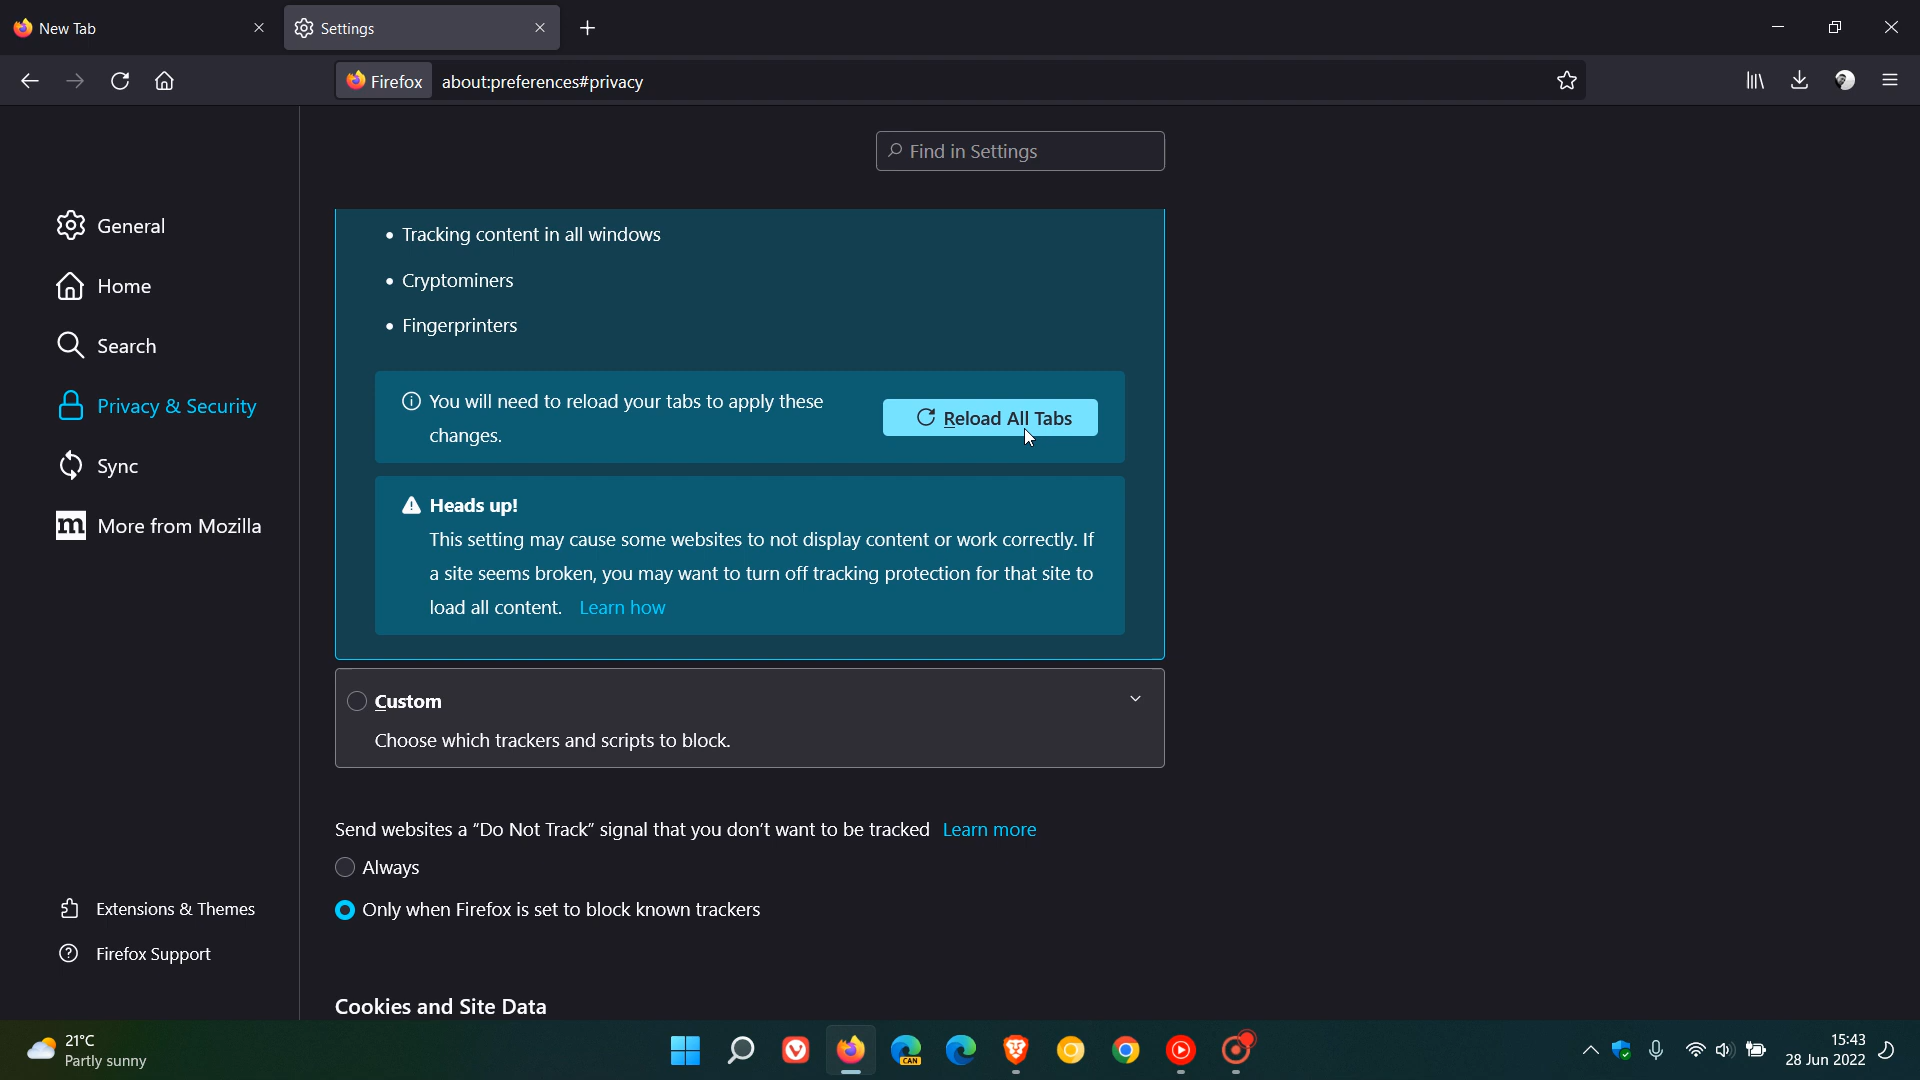 New Tab
Settings
Firefox
about:preferences#privacy
Find in Settings
General
Home
Search
Privacy & Security
Sync
More from Mozilla
Extensions & Themes
Firefox Support
• Tracking content in all windows
• Cryptominers
• Fingerprinters
You will need to reload your tabs to apply these
changes.
Reload All Tabs
Heads up!
This setting may cause some websites to not display content or work correctly. If
a site seems broken, you may want to turn off tracking protection for that site to
load all content. Learn how
Custom
Choose which trackers and scripts to block.
Send websites a “Do Not Track” signal that you don’t want to be tracked Learn more
Always
Only when Firefox is set to block known trackers
Cookies and Site Data
21°C
Partly sunny
CAN
15:43
28 Jun 2022